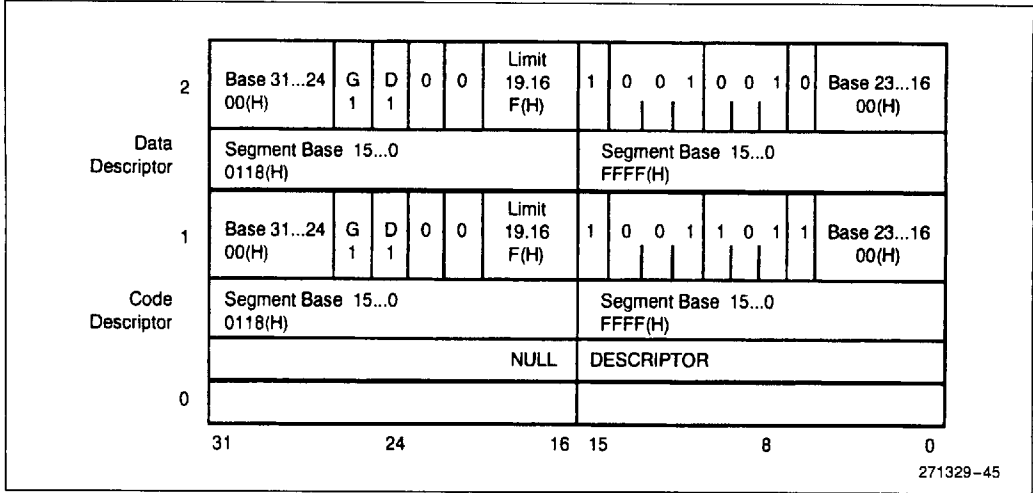 2
Base 31...24
00(H)
G
1
D
1
0
0
Limit
19.16
F(H)
1
0 0 1
0 0 1
0
Base 23...16
00(H)
Data
Descriptor
Segment Base 15...0
0118(H)
Segment Base 15...0
FFFF(H)
1
Base 31...24
00(H)
G
1
D
1
0
0
Limit
19.16
F(H)
1
0 0 1
1 0 1
1
Base 23...16
00(H)
Code
Descriptor
Segment Base 15...0
0118(H)
Segment Base 15...0
FFFF(H)
NULL DESCRIPTOR
0
31 24 16 15 8 0
271329-45